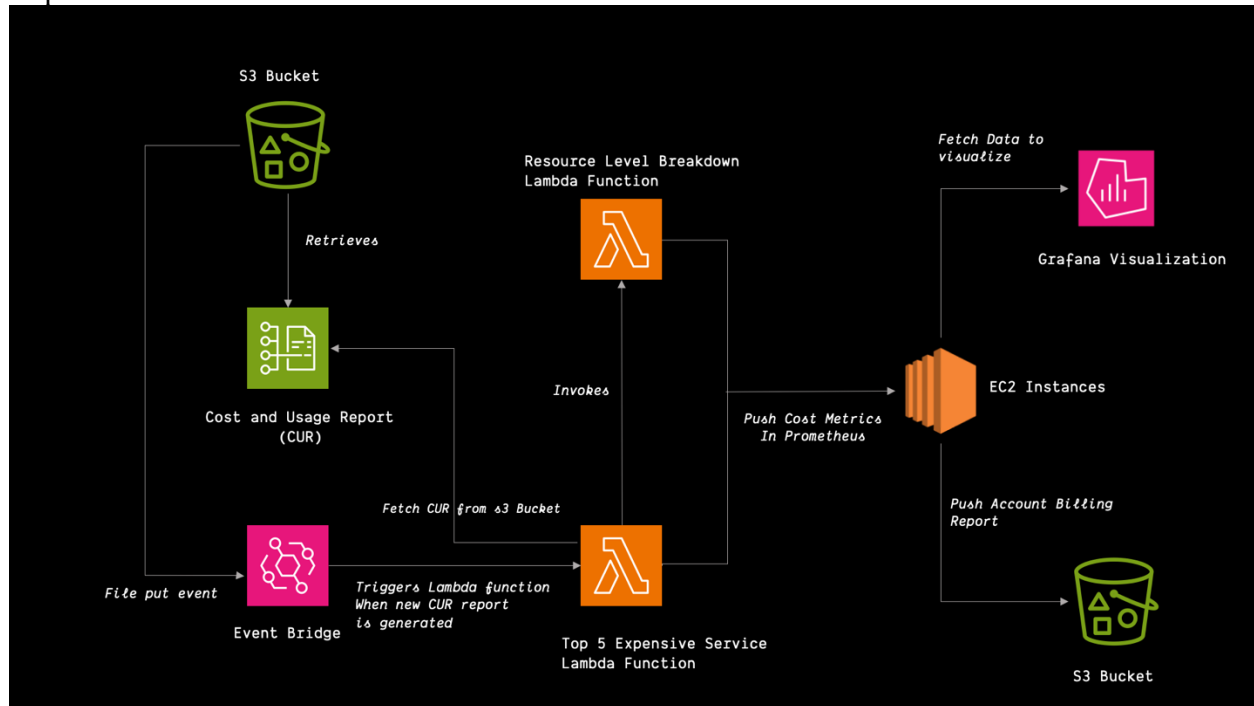 S3 Bucket
Retrieves
Cost and Usage Report
(CUR)
File put event
Event Bridge
Triggers Lambda function
When new CUR report
is generated
Fetch CUR from s3 Bucket
Resource Level Breakdown
Lambda Function
Invokes
Top 5 Expensive Service
Lambda Function
Push Cost Metrics
In Prometheus
Fetch Data to
visualize
Grafana Visualization
EC2 Instances
Push Account Billing
Report
S3 Bucket